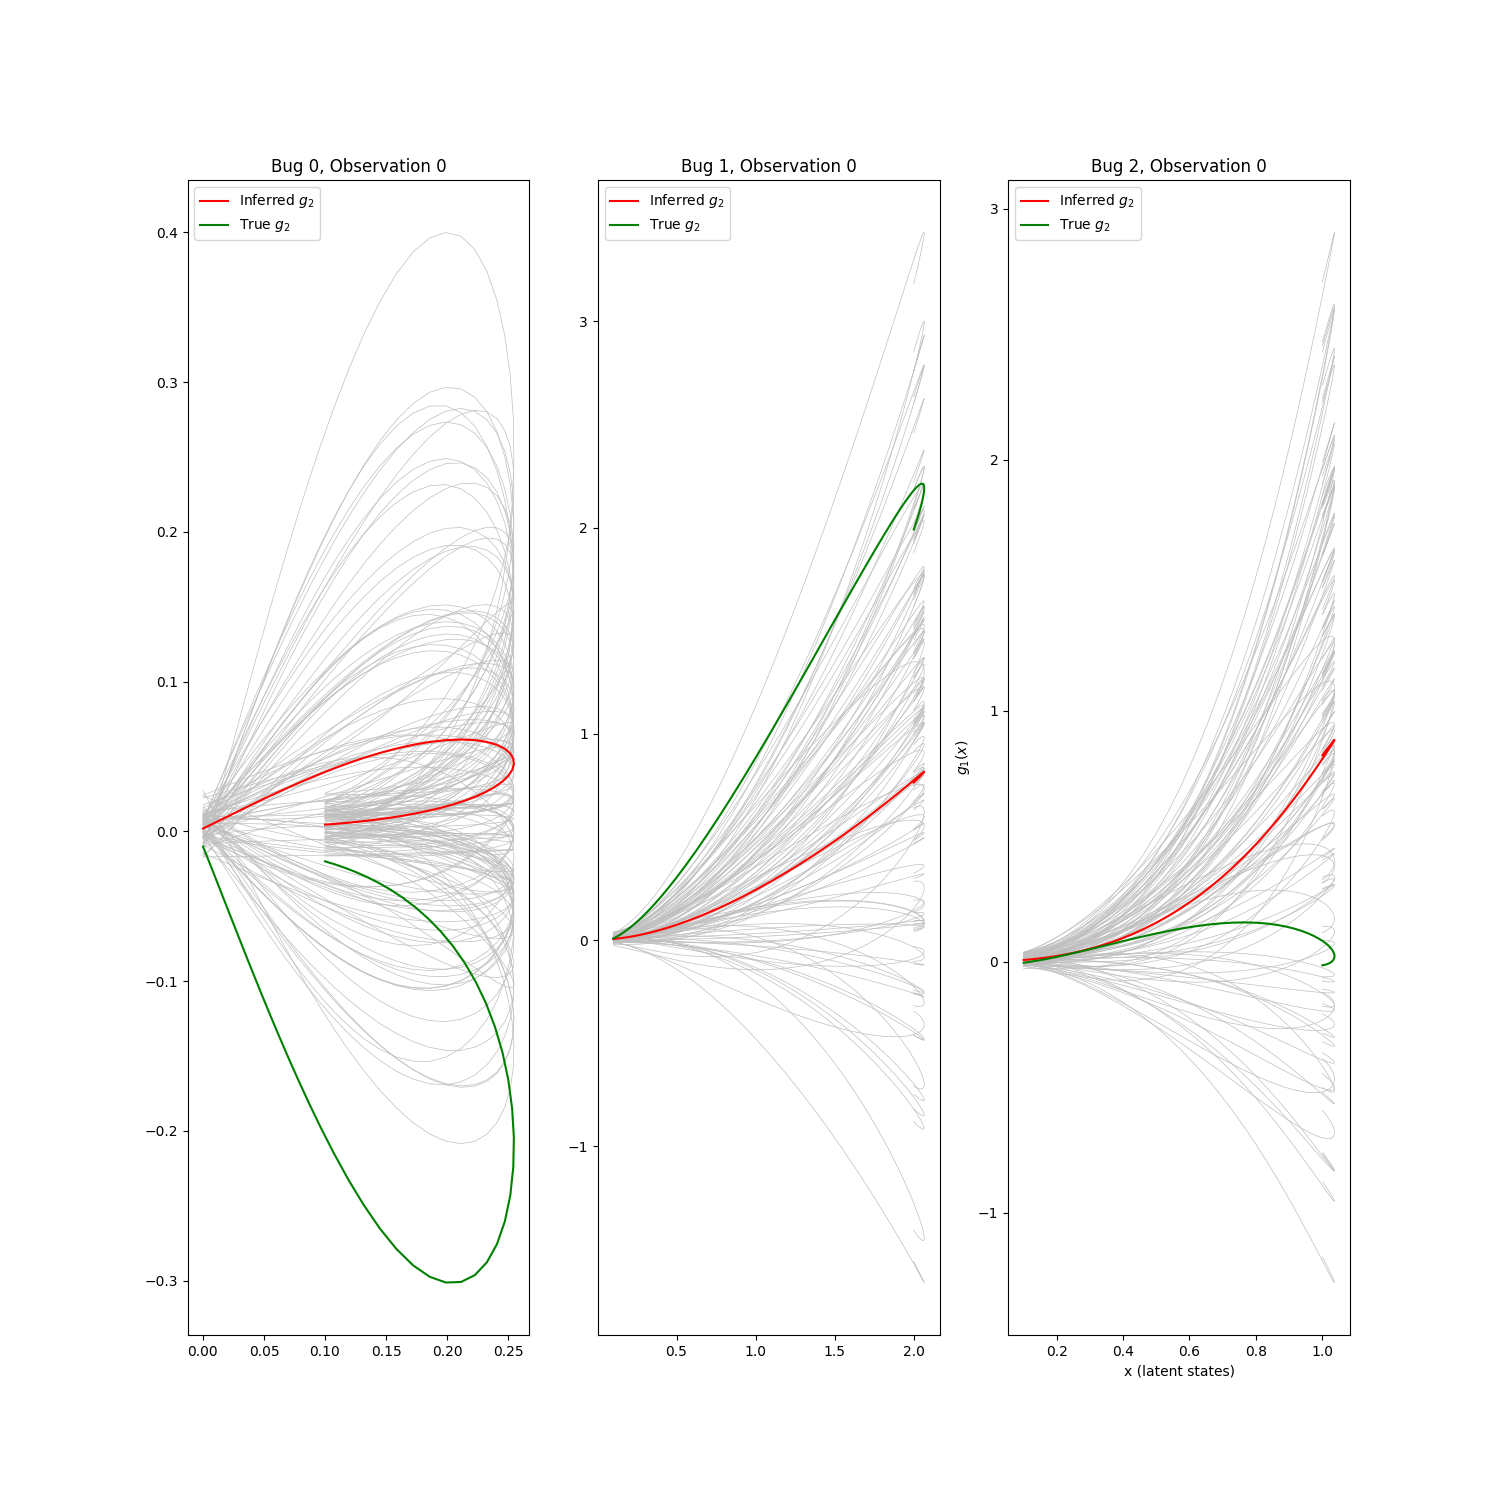 Bug 0, Observation 0
Inferred g₂
True g₂
0.4
0.3
0.2
0.1
0.0
−0.1
−0.2
−0.3
0.00 0.05 0.10 0.15 0.20 0.25
Bug 1, Observation 0
Inferred g₂
True g₂
3
2
1
0
−1
0.5 1.0 1.5 2.0
Bug 2, Observation 0
Inferred g₂
True g₂
g₁(x)
3
2
1
0
−1
0.2 0.4 0.6 0.8 1.0
x (latent states)